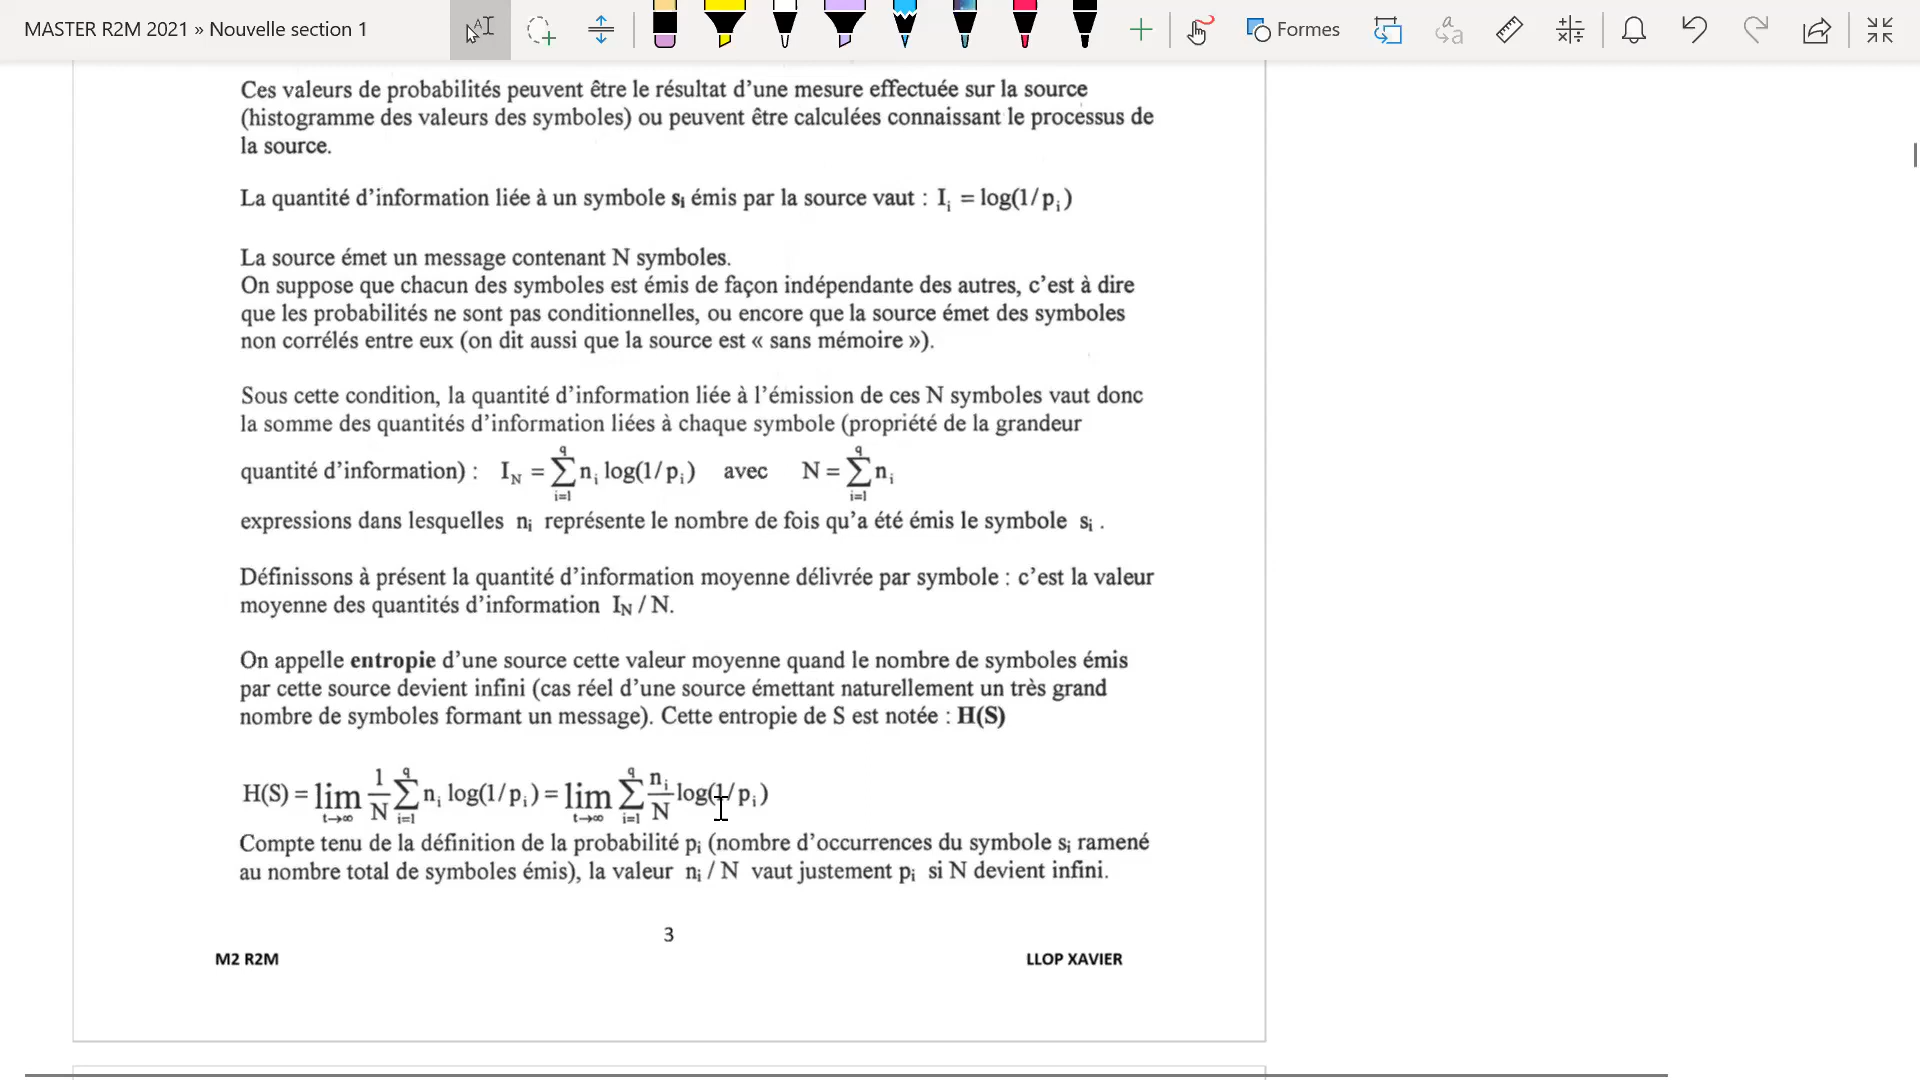 MASTER R2M 2021 » Nouvelle section 1
Formes
Ces valeurs de probabilités peuvent être le résultat d’une mesure effectuée sur la source
(histogramme des valeurs des symboles) ou peuvent être calculées connaissant le processus de
la source.
La quantité d’information liée à un symbole sᵢ émis par la source vaut : Iᵢ = log(1/pᵢ)
La source émet un message contenant N symboles.
On suppose que chacun des symboles est émis de façon indépendante des autres, c’est à dire
que les probabilités ne sont pas conditionnelles, ou encore que la source émet des symboles
non corrélés entre eux (on dit aussi que la source est « sans mémoire »).
Sous cette condition, la quantité d’information liée à l’émission de ces N symboles vaut donc
la somme des quantités d’information liées à chaque symbole (propriété de la grandeur
quantité d’information) : I_N = ∑_{i=1}^{q} nᵢ log(1/pᵢ) avec N = ∑_{i=1}^{q} nᵢ
expressions dans lesquelles nᵢ représente le nombre de fois qu’a été émis le symbole sᵢ .
Définissons à présent la quantité d’information moyenne délivrée par symbole : c’est la valeur
moyenne des quantités d’information I_N / N.
On appelle entropie d’une source cette valeur moyenne quand le nombre de symboles émis
par cette source devient infini (cas réel d’une source émettant naturellement un très grand
nombre de symboles formant un message). Cette entropie de S est notée : H(S)
H(S) = lim_{t→∞} 1/N ∑_{i=1}^{q} nᵢ log(1/pᵢ) = lim_{t→∞} ∑_{i=1}^{q} nᵢ/N log(1/pᵢ)
Compte tenu de la définition de la probabilité pᵢ (nombre d’occurrences du symbole sᵢ ramené
au nombre total de symboles émis), la valeur nᵢ / N vaut justement pᵢ si N devient infini.
3
M2 R2M LLOP XAVIER